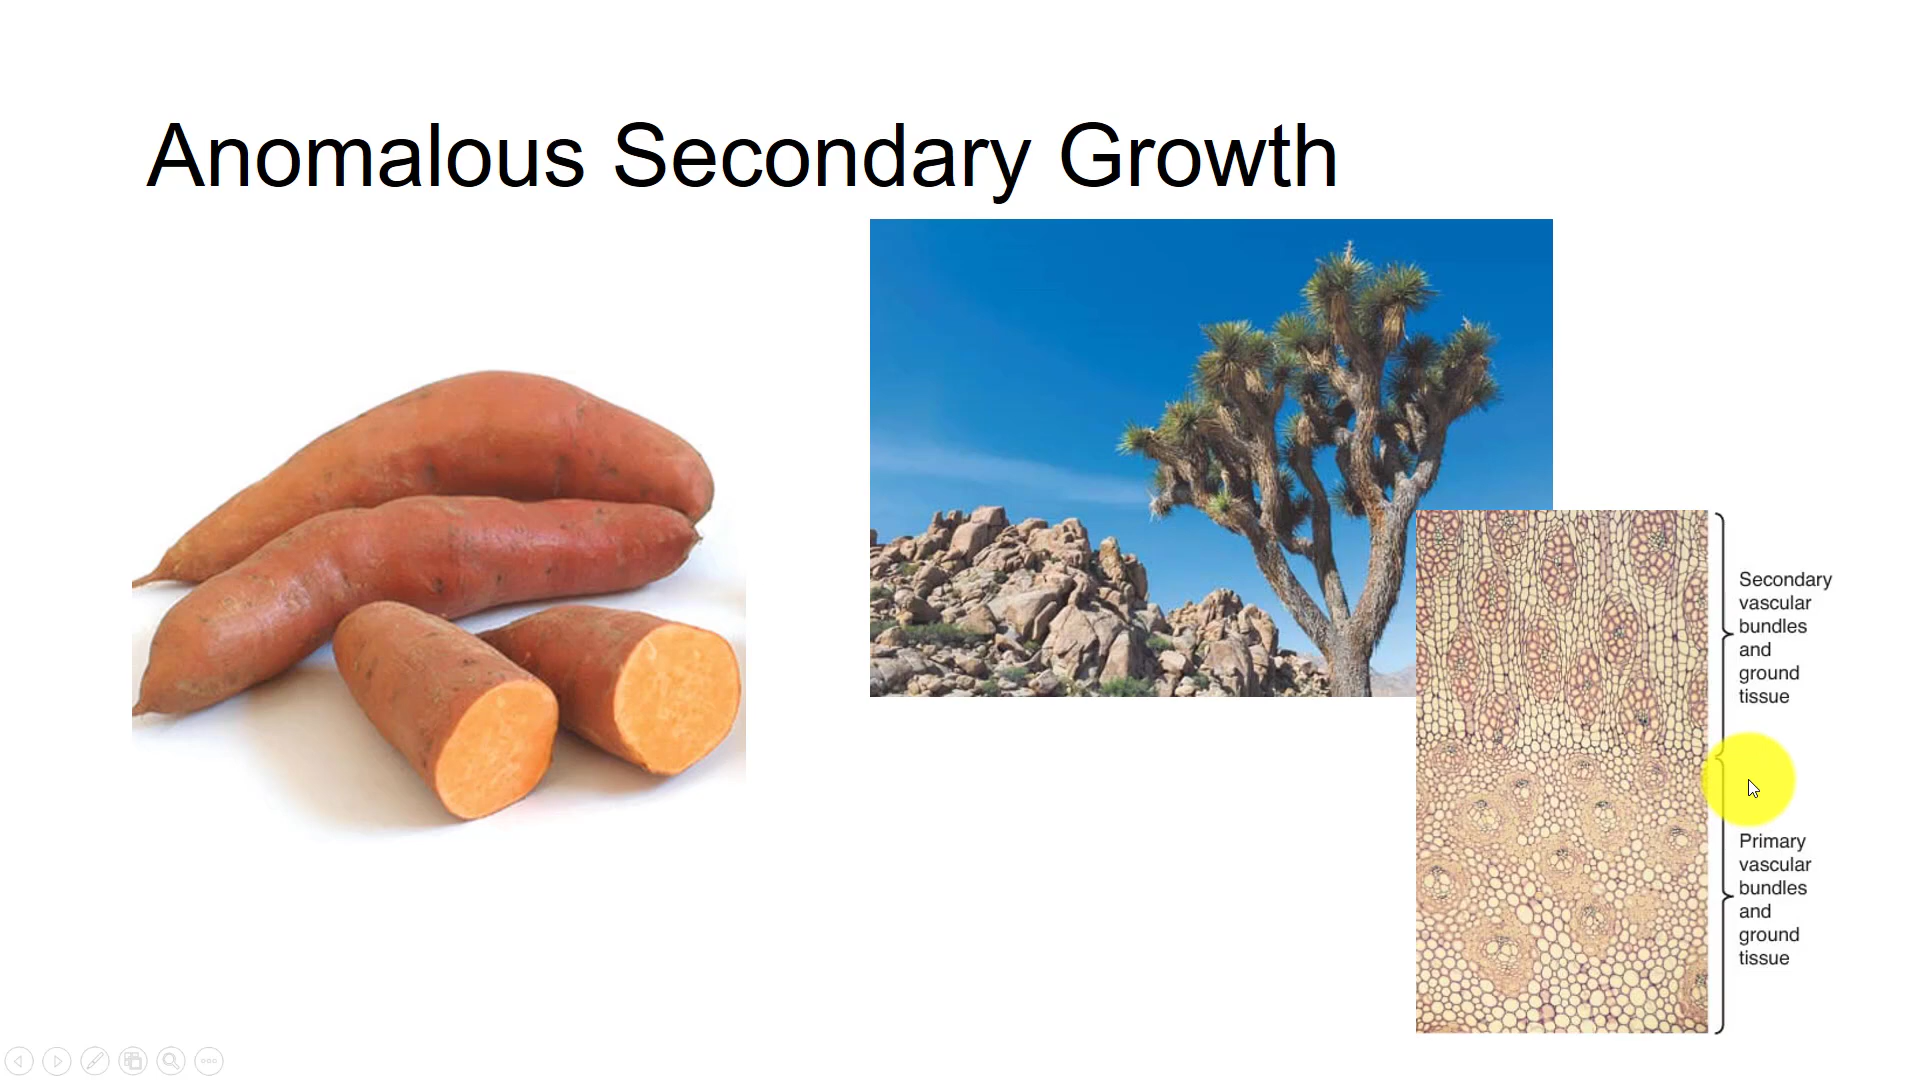 Anomalous Secondary Growth
Secondary
vascular
bundles
and
ground
tissue
Primary
vascular
bundles
and
ground
tissue